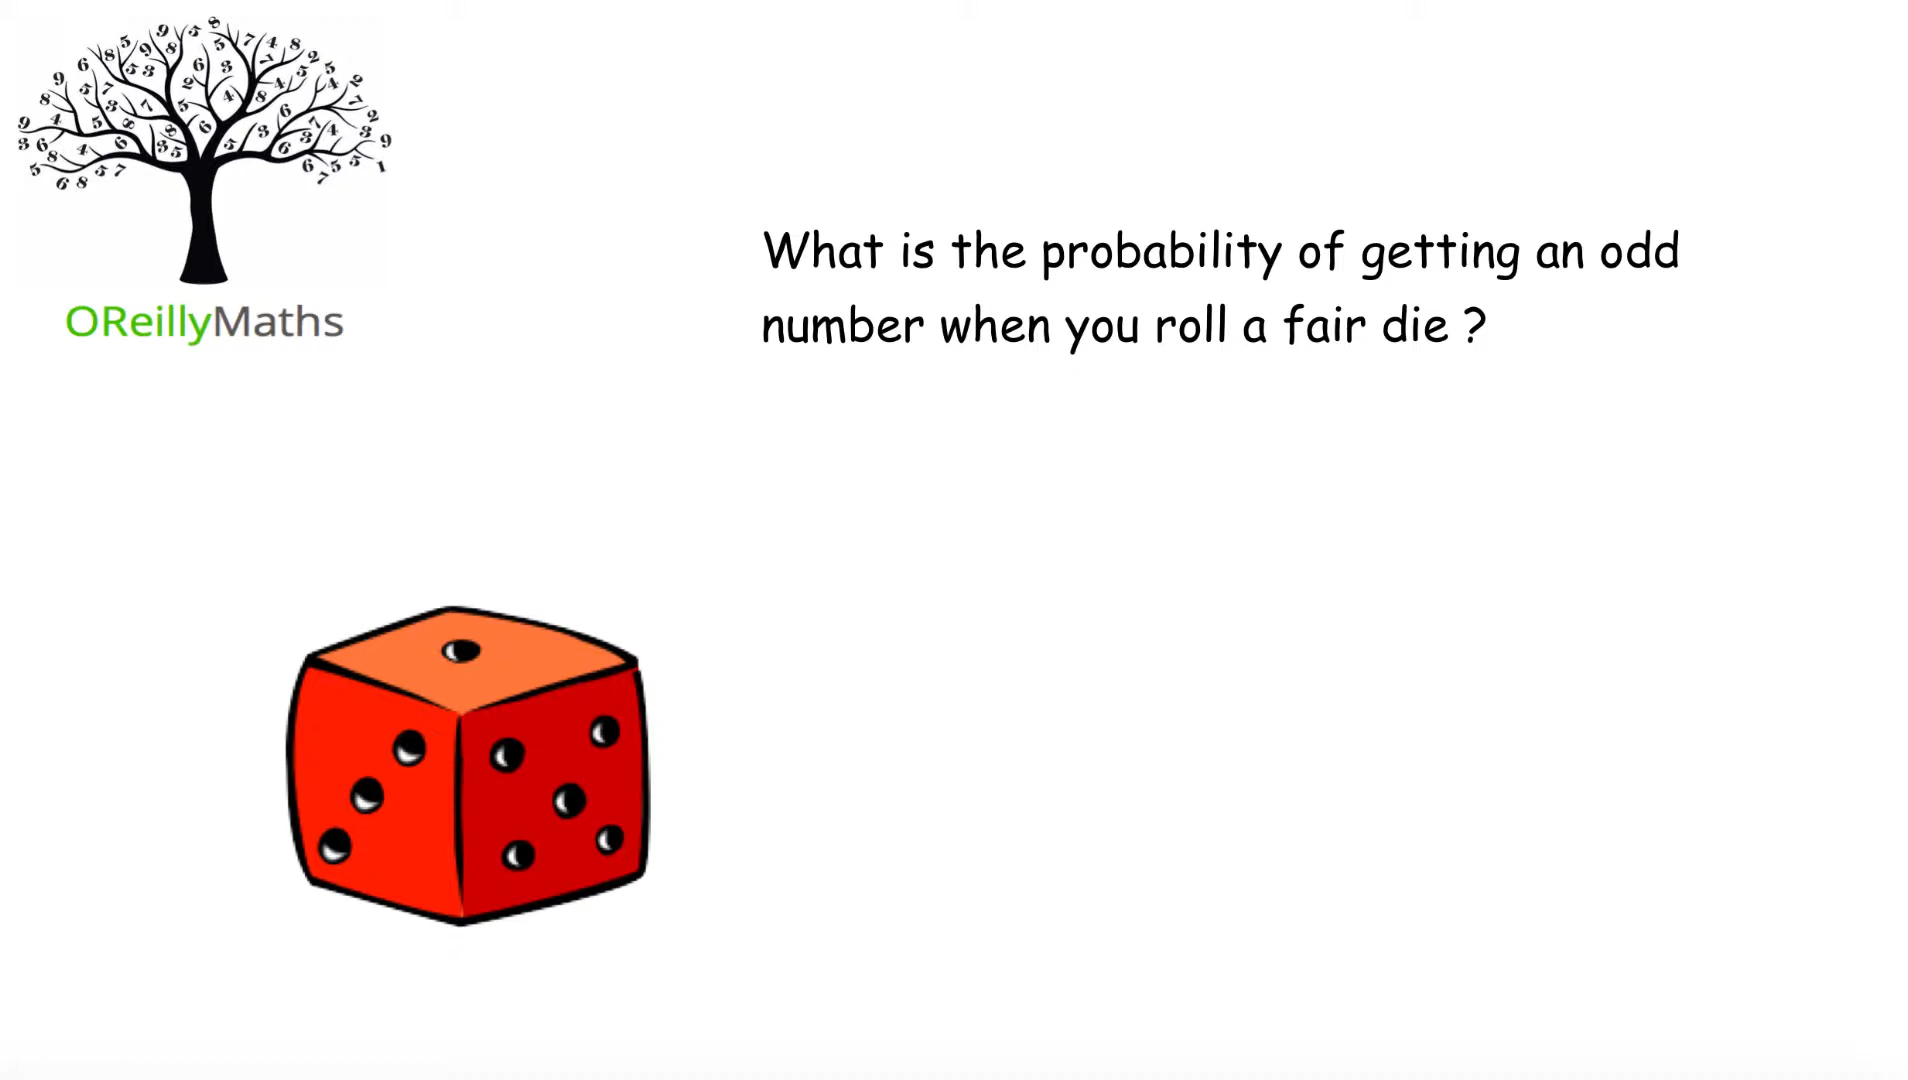 OReillyMaths
What is the probability of getting an odd
number when you roll a fair die ?